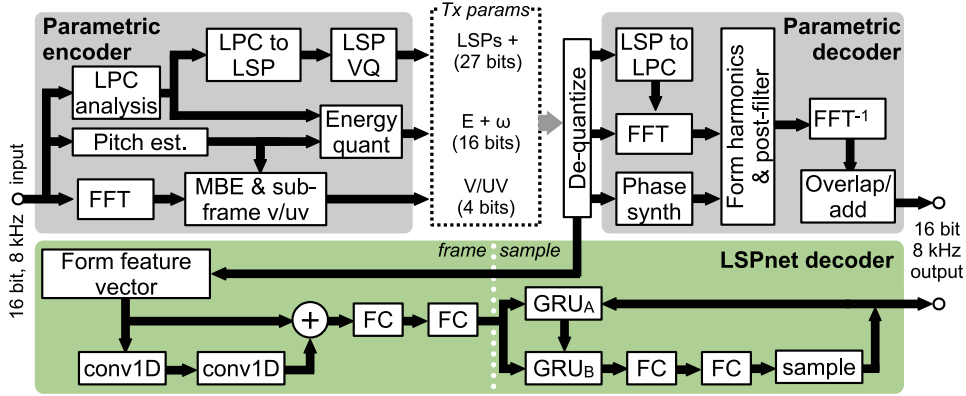 Parametric
encoder
LPC
analysis
LPC to
LSP
LSP
VQ
Energy
quant
Pitch est.
FFT
MBE & sub-
frame v/uv
16 bit, 8 kHz input
Tx params
LSPs +
(27 bits)
E + ω
(16 bits)
V/UV
(4 bits)
De-quantize
Parametric
decoder
LSP to
LPC
FFT
Phase
synth
Form harmonics
& post-filter
FFT-1
Overlap/
add
16 bit
8 kHz
output
frame sample
LSPnet decoder
Form feature
vector
conv1D
conv1D
+
FC
FC
GRUA
GRUB
FC
FC
sample